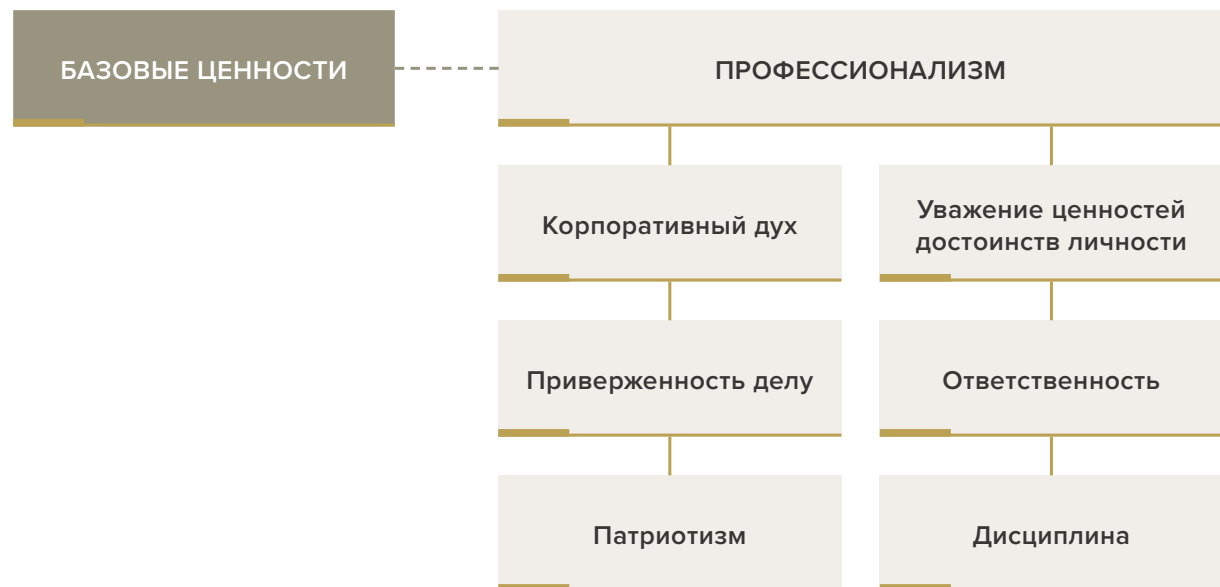 БАЗОВЫЕ ЦЕННОСТИ
ПРОФЕССИОНАЛИЗМ
Корпоративный дух
Уважение ценностей
достоинств личности
Приверженность делу
Ответственность
Патриотизм
Дисциплина